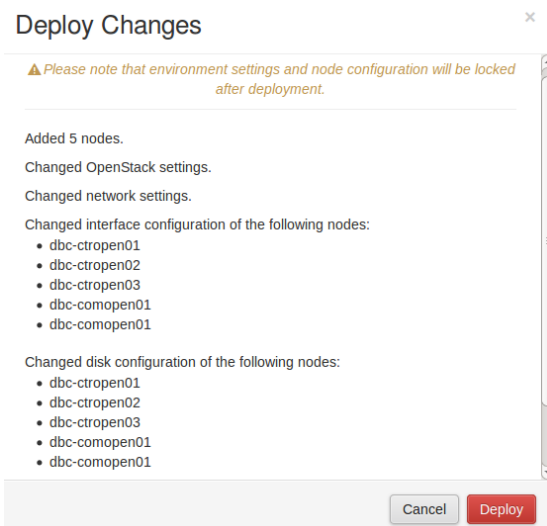 Deploy Changes
×
Please note that environment settings and node configuration will be locked
after deployment.
Added 5 nodes.
Changed OpenStack settings.
Changed network settings.
Changed interface configuration of the following nodes:
• dbc-ctropen01
• dbc-ctropen02
• dbc-ctropen03
• dbc-comopen01
• dbc-comopen01
Changed disk configuration of the following nodes:
• dbc-ctropen01
• dbc-ctropen02
• dbc-ctropen03
• dbc-comopen01
• dbc-comopen01
Cancel
Deploy